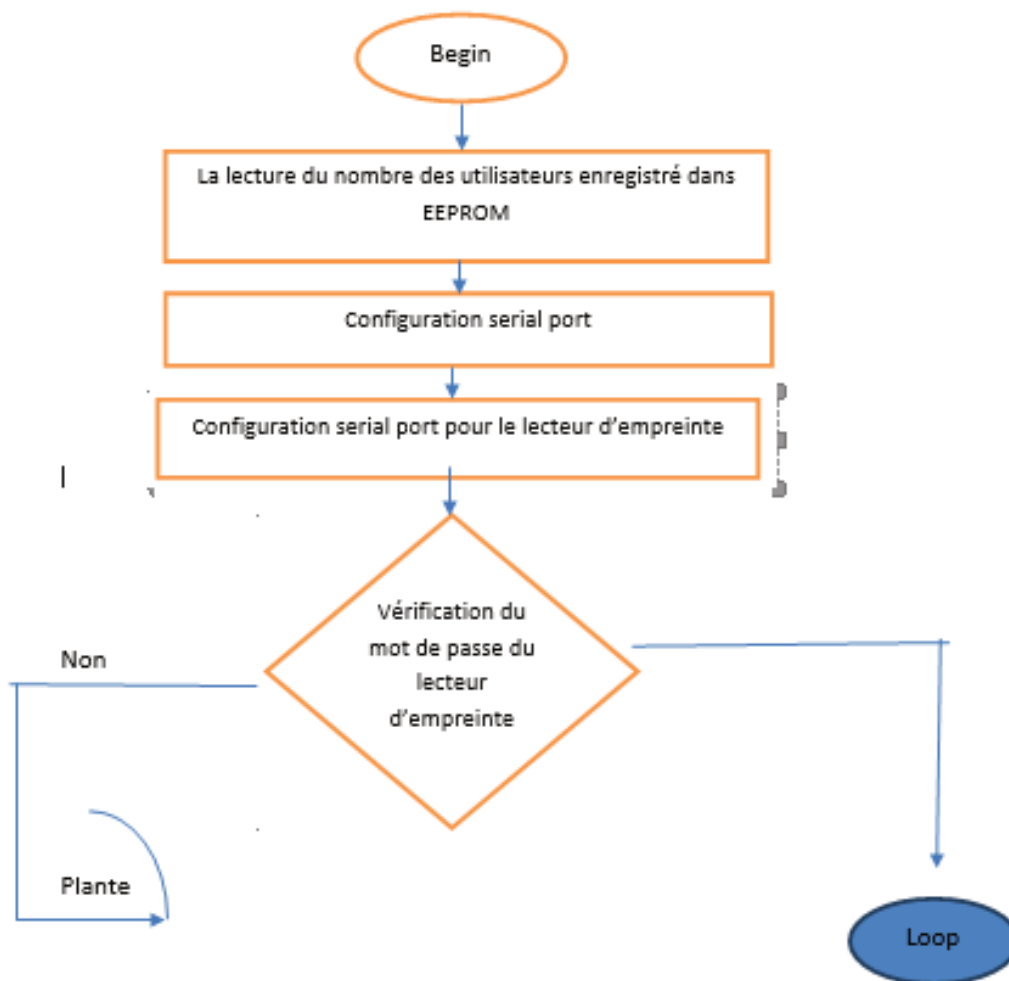 Begin
La lecture du nombre des utilisateurs enregistré dans
EEPROM
Configuration serial port
Configuration serial port pour le lecteur d'empreinte
Vérification du
mot de passe du
lecteur
d'empreinte
Non
Plante
Loop